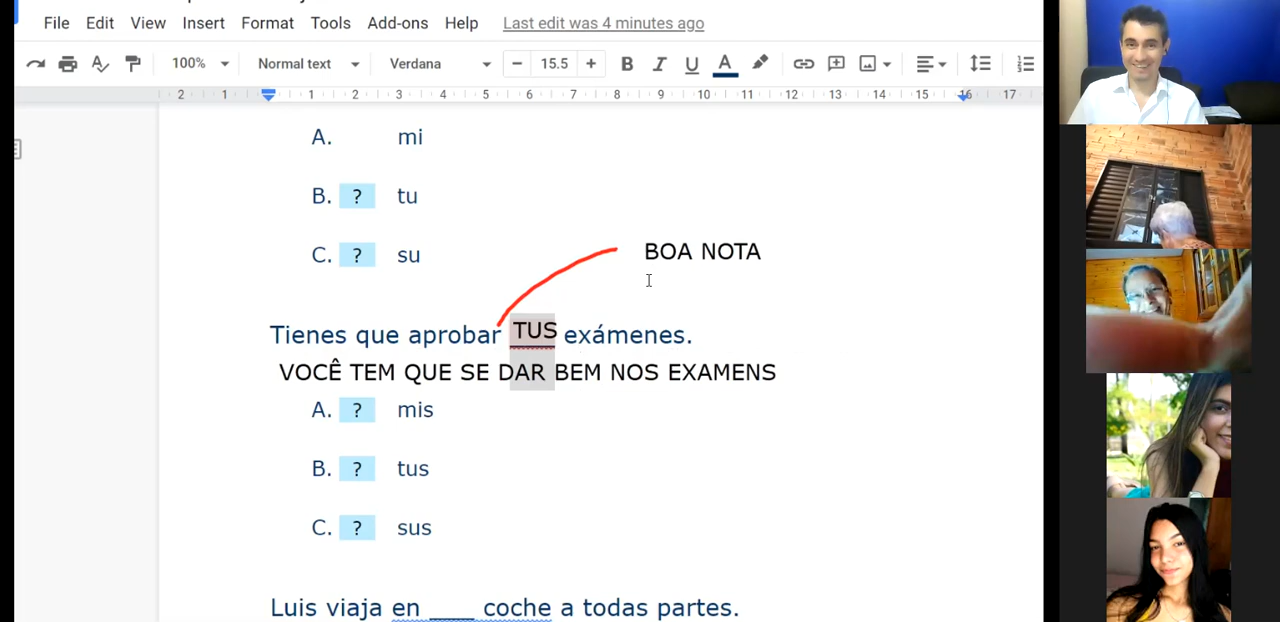 File Edit View Insert Format Tools Add-ons Help Last edit was 4 minutes ago
100% Normal text Verdana 15.5 B I U A
2 1 1 2 3 4 5 6 7 8 9 10 11 12 13 14 15 16 17
A. mi
B. ? tu
C. ? su
BOA NOTA
Tienes que aprobar TUS exámenes.
VOCÊ TEM QUE SE DAR BEM NOS EXAMENS
A. ? mis
B. ? tus
C. ? sus
Luis viaja en ____ coche a todas partes.